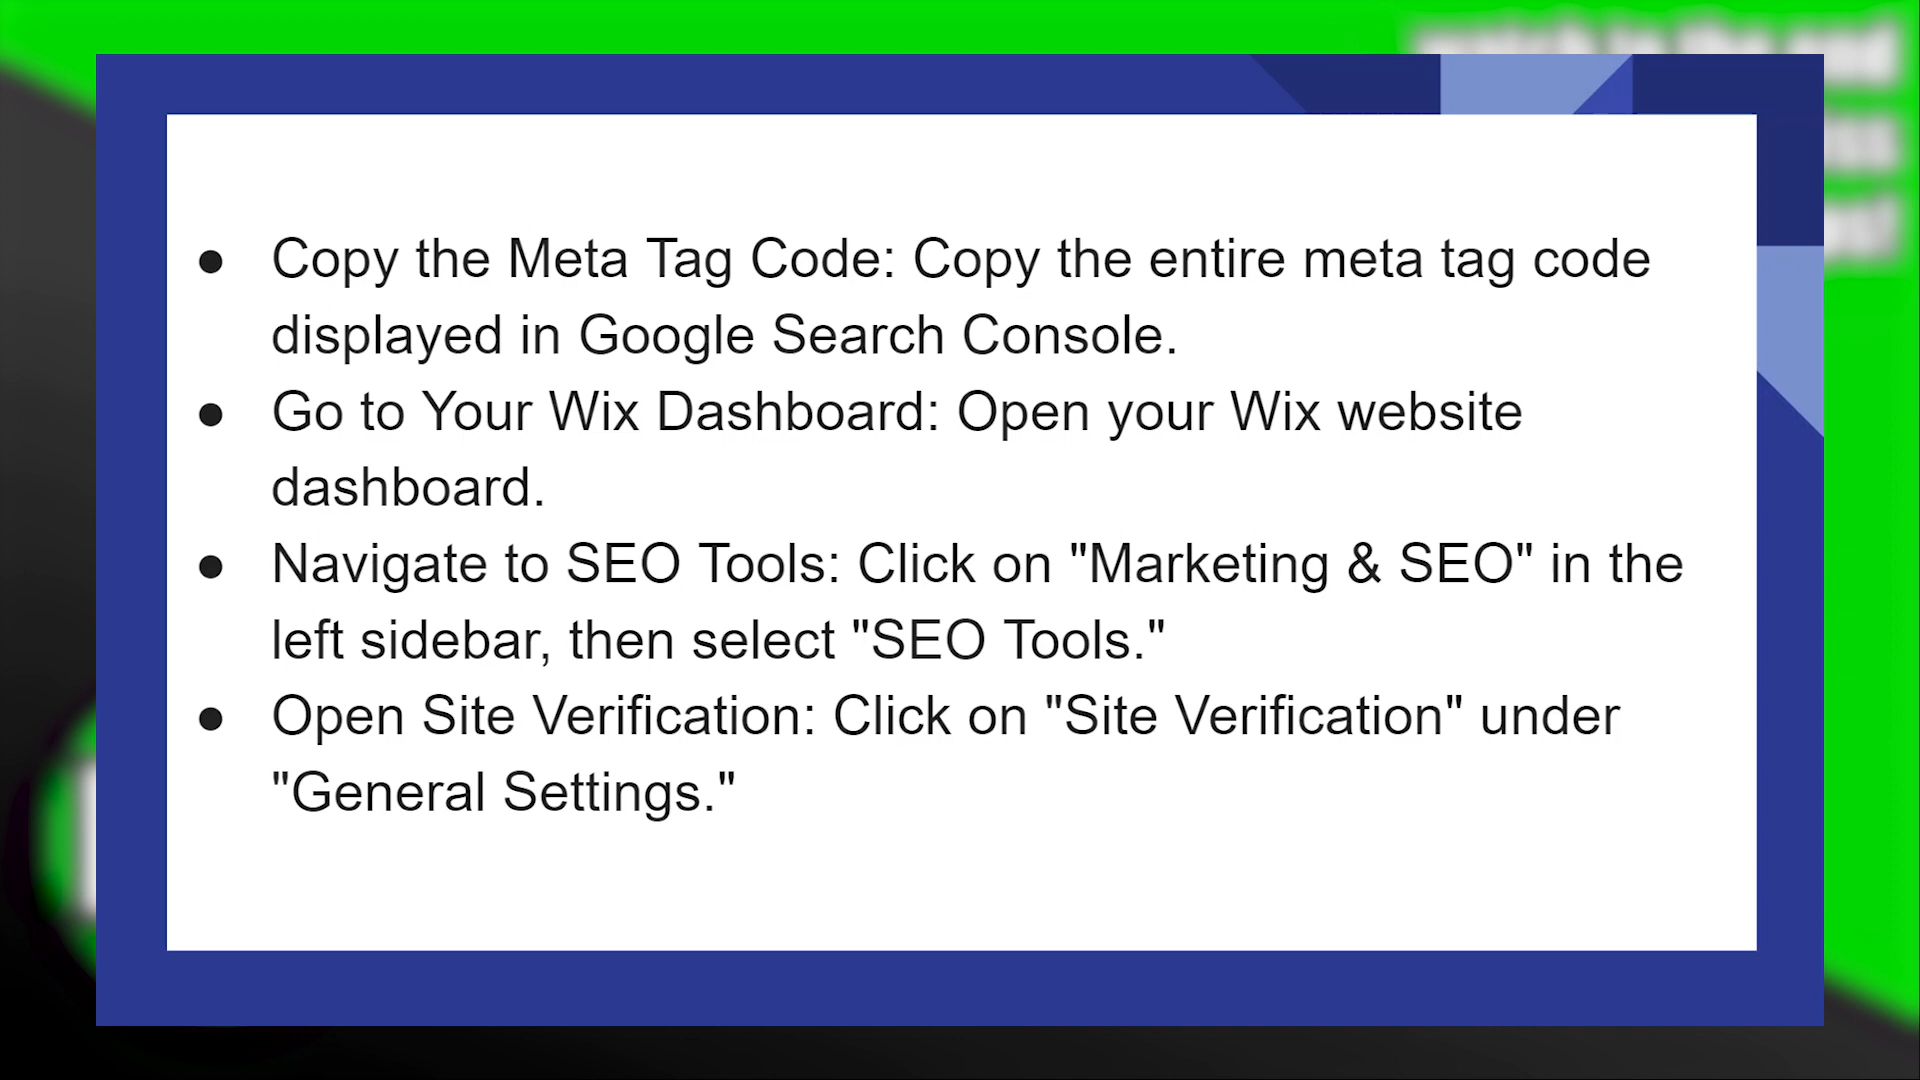 ● Copy the Meta Tag Code: Copy the entire meta tag code
displayed in Google Search Console.
● Go to Your Wix Dashboard: Open your Wix website
dashboard.
● Navigate to SEO Tools: Click on "Marketing & SEO" in the
left sidebar, then select "SEO Tools."
● Open Site Verification: Click on "Site Verification" under
"General Settings."